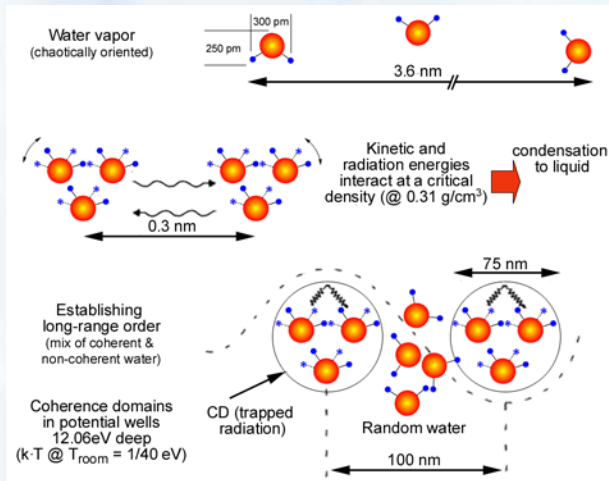 Water vapor
(chaotically oriented)
300 pm
250 pm
3.6 nm
Kinetic and
radiation energies
interact at a critical
density (@ 0.31 g/cm³)
condensation
to liquid
0.3 nm
75 nm
Establishing
long-range order
(mix of coherent &
non-coherent water)
Coherence domains
in potential wells
12.06eV deep
(k·T @ Troom = 1/40 eV)
CD (trapped
radiation)
Random water
100 nm